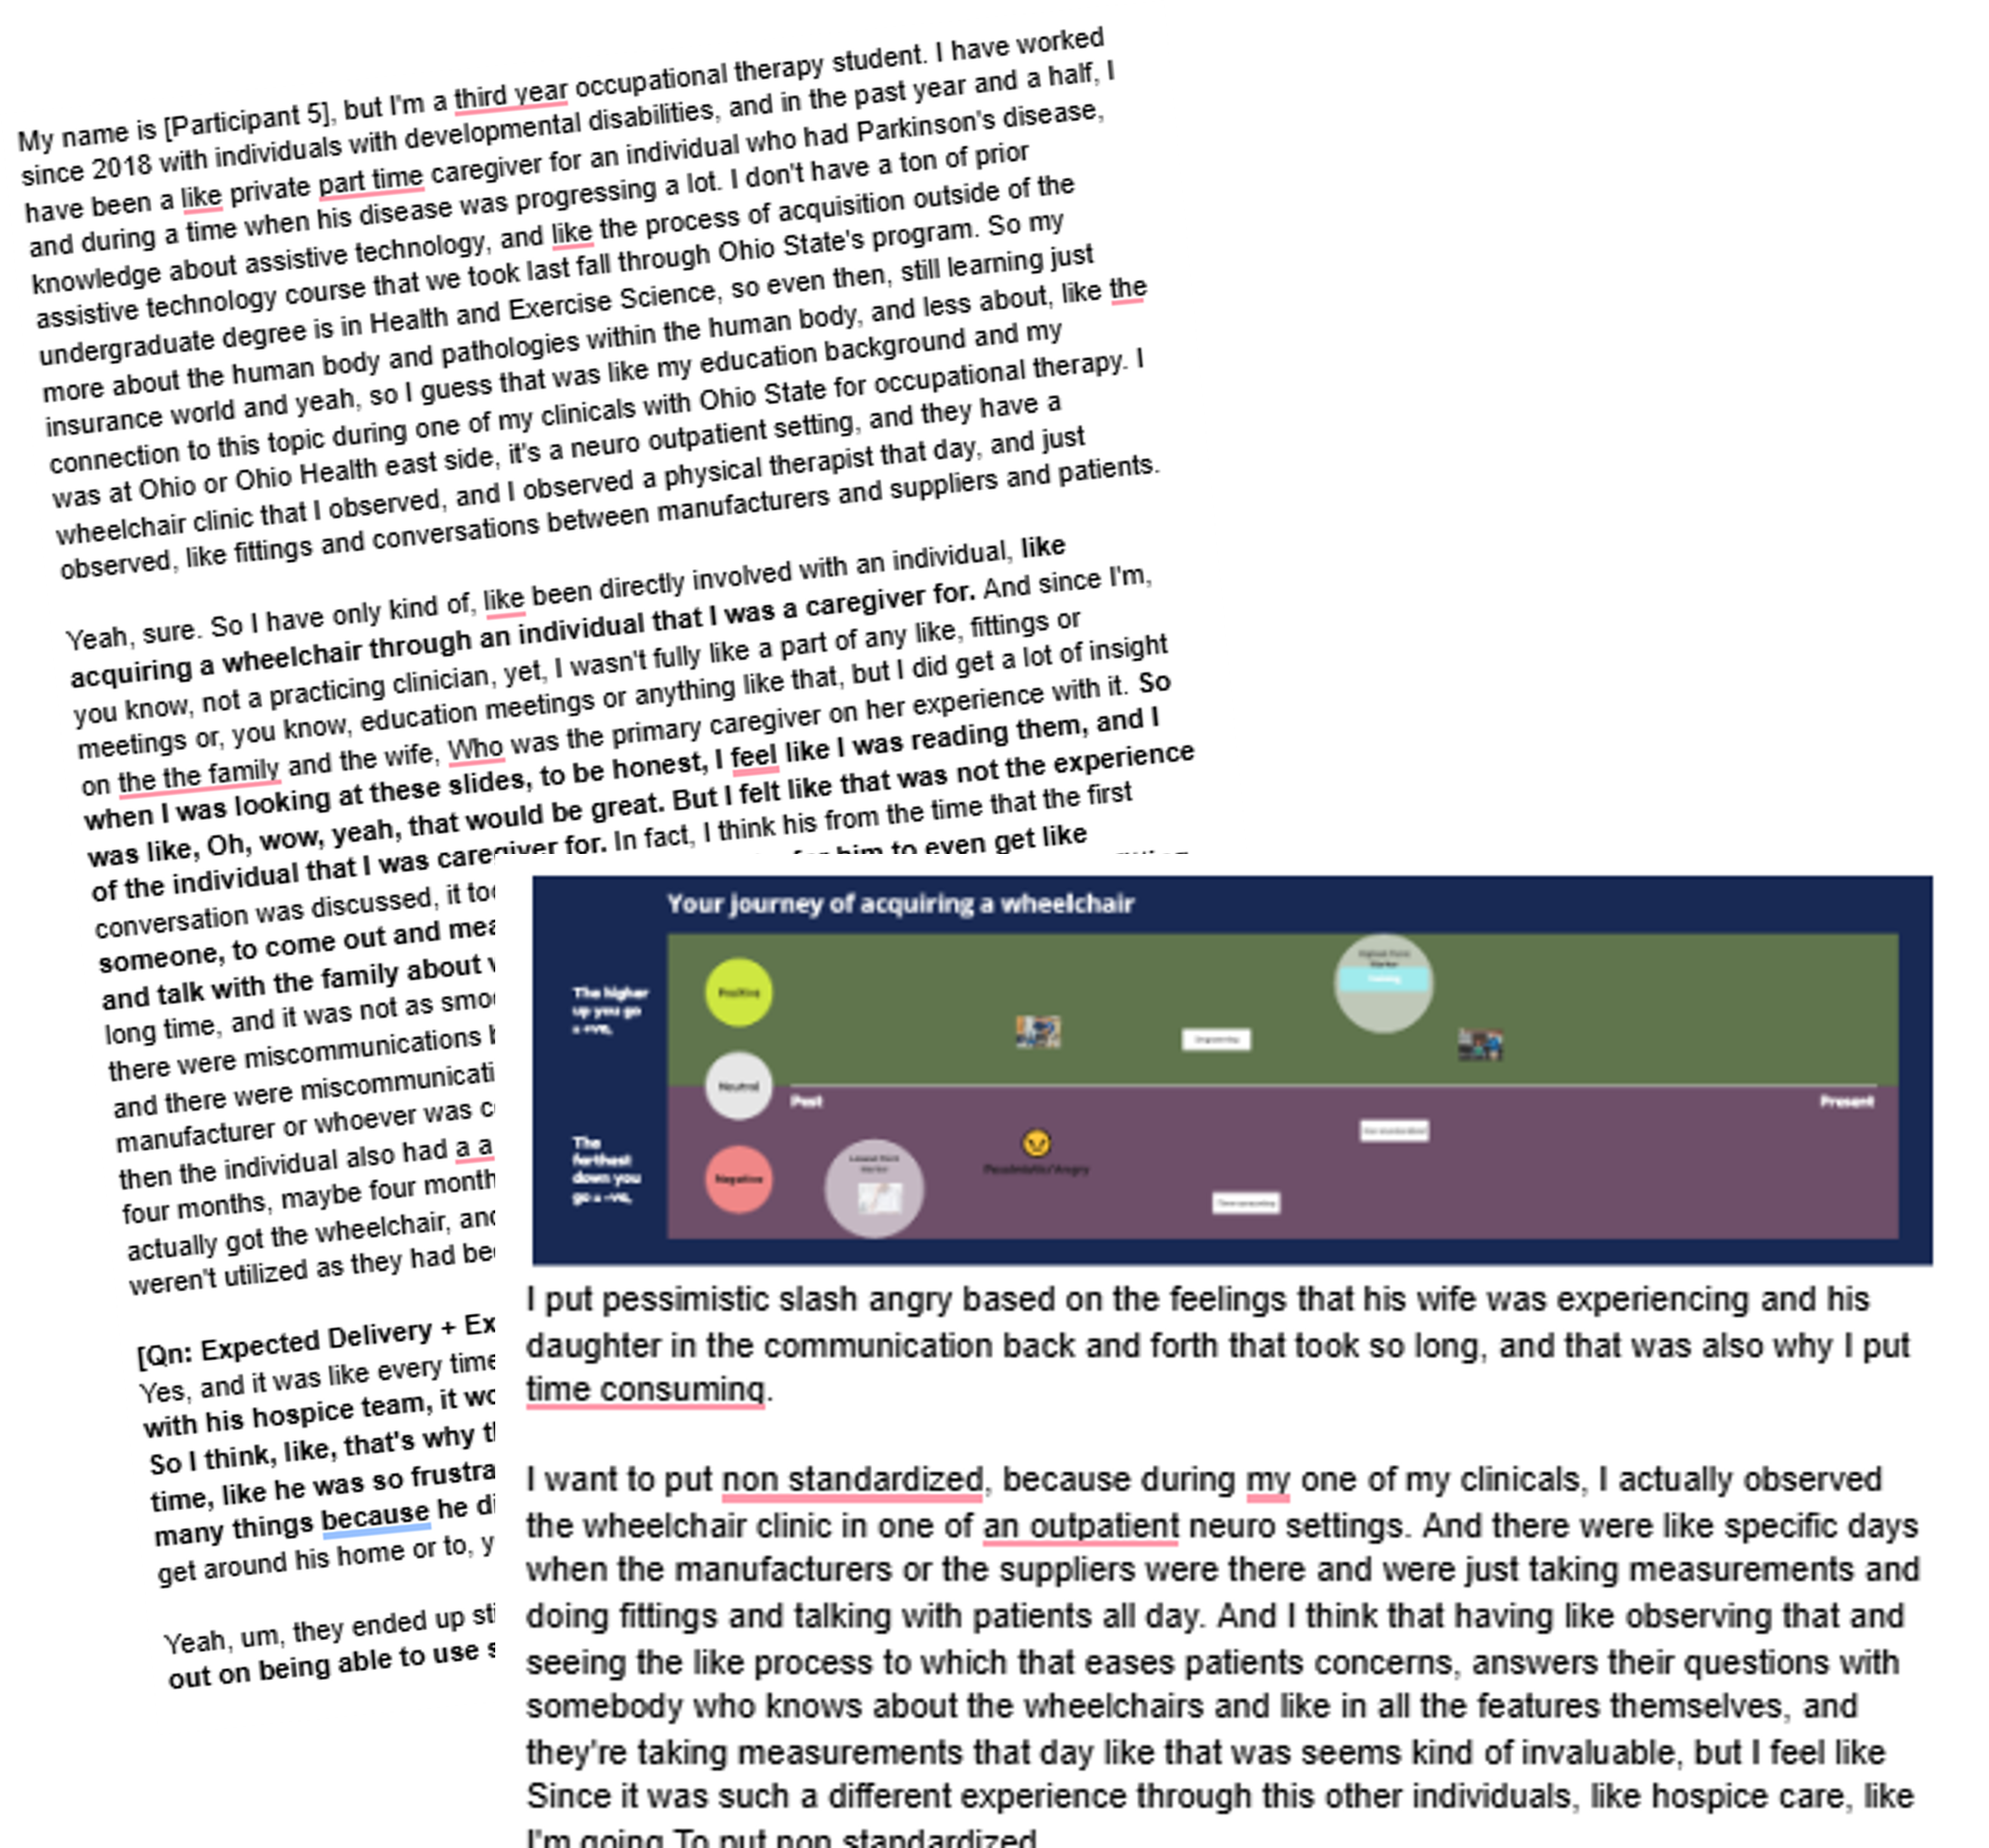 My name is [Participant 5], but I'm a third year occupational therapy student. I have worked
since 2018 with individuals with developmental disabilities, and in the past year and a half, I
have been a like private part time caregiver for an individual who had Parkinson's disease,
and during a time when his disease was progressing a lot. I don't have a ton of prior
knowledge about assistive technology, and like the process of acquisition outside of the
assistive technology course that we took last fall through Ohio State's program. So my
undergraduate degree is in Health and Exercise Science, so even then, still learning just
more about the human body and pathologies within the human body, and less about, like the
insurance world and yeah, so I guess that was like my education background and my
connection to this topic during one of my clinicals with Ohio State for occupational therapy. I
was at Ohio or Ohio Health east side, it's a neuro outpatient setting, and they have a
wheelchair clinic that I observed, and I observed a physical therapist that day, and just
observed, like fittings and conversations between manufacturers and suppliers and patients.
Yeah, sure. So I have only kind of, like been directly involved with an individual, like
acquiring a wheelchair through an individual that I was a caregiver for. And since I'm,
you know, not a practicing clinician, yet, I wasn't fully like a part of any like, fittings or
meetings or, you know, education meetings or anything like that, but I did get a lot of insight
on the the family and the wife, Who was the primary caregiver on her experience with it. So
when I was looking at these slides, to be honest, I feel like I was reading them, and I
was like, Oh, wow, yeah, that would be great. But I felt like that was not the experience
of the individual that I was caregiver for. In fact, I think his from the time that the first
conversation was discussed, it too for him to even get like
someone, to come out and mea
and talk with the family about
long time, and it was not as smo
there were miscommunications
and there were miscommunicati
manufacturer or whoever was c
then the individual also had a a
four months, maybe four month
actually got the wheelchair, and
weren't utilized as they had bee
[Qn: Expected Delivery + Ex
Yes, and it was like every time
with his hospice team, it wo
So I think, like, that's why t
time, like he was so frustra
many things because he di
get around his home or to, y
Yeah, um, they ended up sti
out on being able to use s
Your journey of acquiring a wheelchair
The higher
up you go
a +ve,
Positive
Neutral
Past
Present
The
farthest
down you
go a -ve,
Negative
Highest Point
Marker
Lowest Point
Marker
Pessimistic/Angry
Time consuming
I put pessimistic slash angry based on the feelings that his wife was experiencing and his
daughter in the communication back and forth that took so long, and that was also why I put
time consuming.
I want to put non standardized, because during my one of my clinicals, I actually observed
the wheelchair clinic in one of an outpatient neuro settings. And there were like specific days
when the manufacturers or the suppliers were there and were just taking measurements and
doing fittings and talking with patients all day. And I think that having like observing that and
seeing the like process to which that eases patients concerns, answers their questions with
somebody who knows about the wheelchairs and like in all the features themselves, and
they're taking measurements that day like that was seems kind of invaluable, but I feel like
Since it was such a different experience through this other individuals, like hospice care, like
I'm going To put non standardized